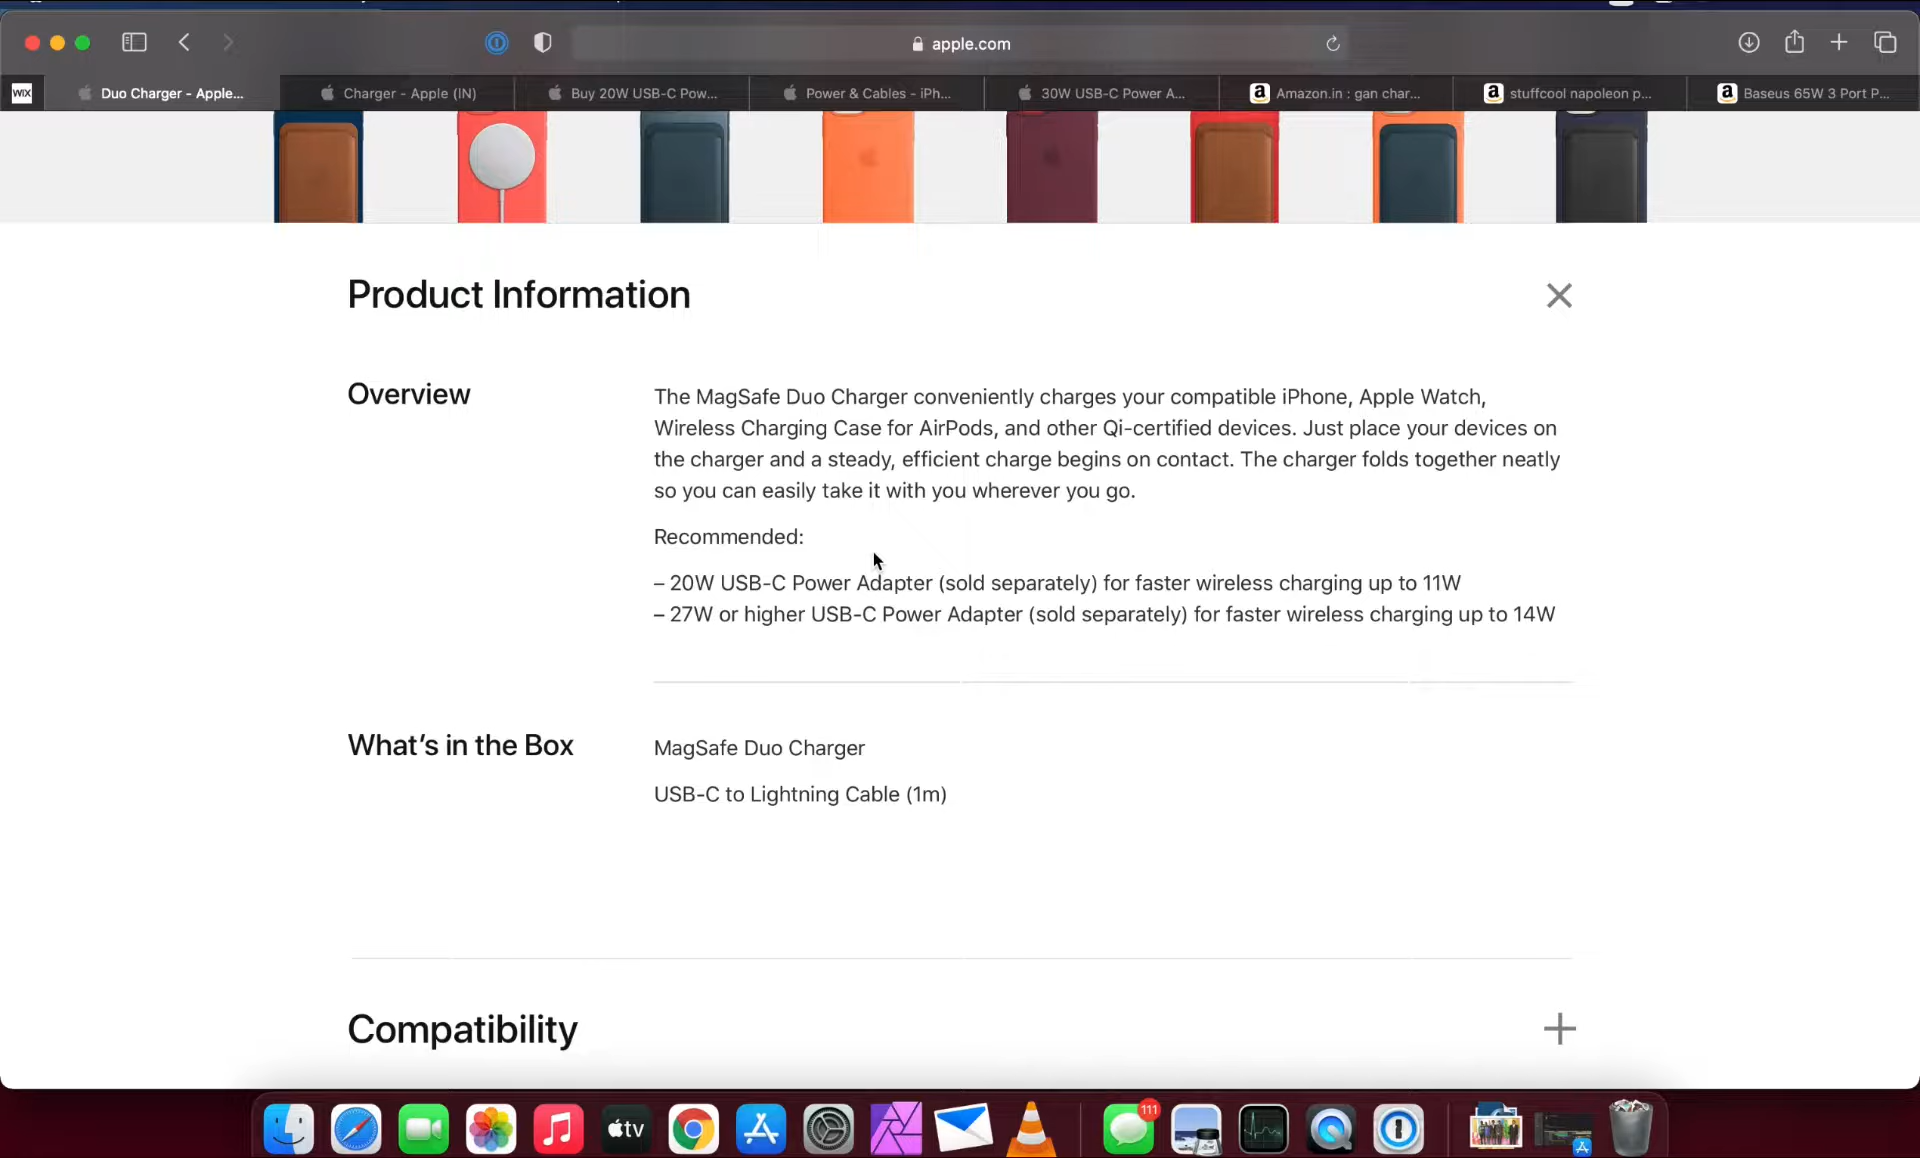 apple.com
WIX
Duo Charger - Apple...
Charger - Apple (IN)
Buy 20W USB-C Pow...
Power & Cables - iPh...
30W USB-C Power A...
Amazon.in : gan char...
stuffcool napoleon p...
Baseus 65W 3 Port P...
Product Information
Overview
The MagSafe Duo Charger conveniently charges your compatible iPhone, Apple Watch,
Wireless Charging Case for AirPods, and other Qi-certified devices. Just place your devices on
the charger and a steady, efficient charge begins on contact. The charger folds together neatly
so you can easily take it with you wherever you go.
Recommended:
– 20W USB-C Power Adapter (sold separately) for faster wireless charging up to 11W
– 27W or higher USB-C Power Adapter (sold separately) for faster wireless charging up to 14W
What's in the Box
MagSafe Duo Charger
USB-C to Lightning Cable (1m)
Compatibility
tv
111